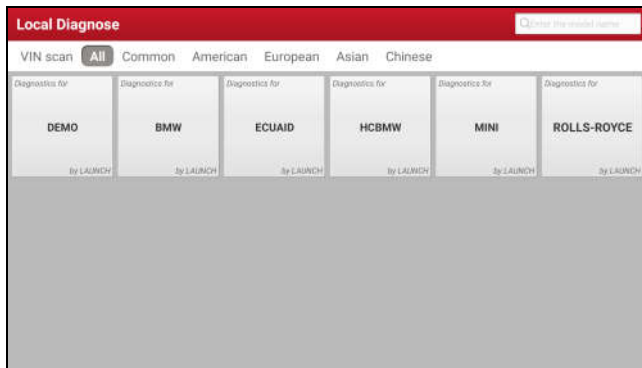 Local Diagnose
Enter the model name
VIN scan All Common American European Asian Chinese
Diagnostics for Diagnostics for Diagnostics for Diagnostics for Diagnostics for Diagnostics for
DEMO BMW ECUAID HCBMW MINI ROLLS-ROYCE
by LAUNCH by LAUNCH by LAUNCH by LAUNCH by LAUNCH by LAUNCH